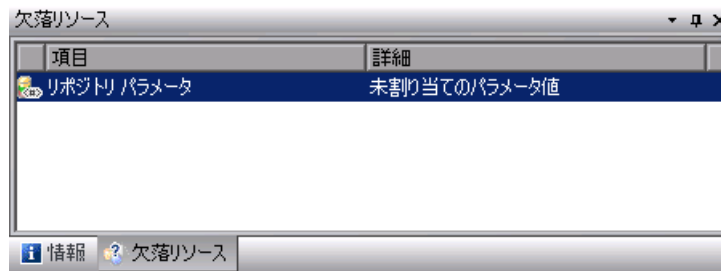 欠落リソース
項目 詳細
リポジトリ パラメータ 未割り当てのパラメータ値
情報 欠落リソース